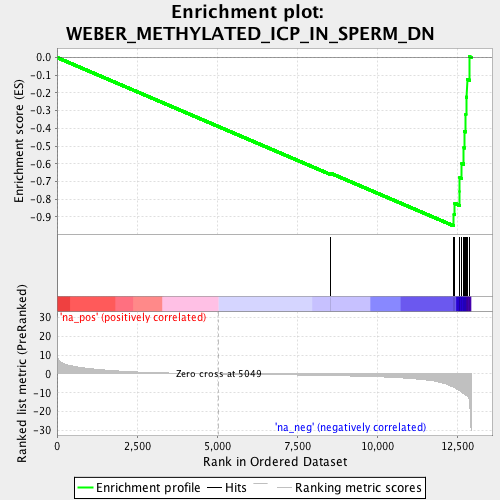 Enrichment plot:
WEBER_METHYLATED_ICP_IN_SPERM_DN
Enrichment score (ES)
0.0
-0.1
-0.2
-0.3
-0.4
-0.5
-0.6
-0.7
-0.8
-0.9
Ranked list metric (PreRanked)
30
20
10
0
-10
-20
-30
'na_pos' (positively correlated)
Zero cross at 5049
'na_neg' (negatively correlated)
0
2,500
5,000
7,500
10,000
12,500
Rank in Ordered Dataset
Enrichment profile
Hits
Ranking metric scores